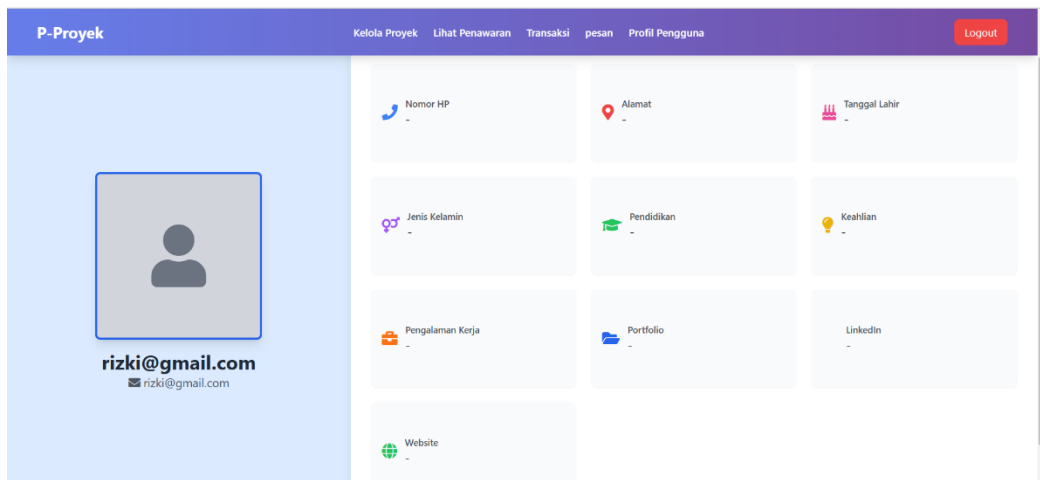 P-Proyek
Kelola Proyek Lihat Penawaran Transaksi pesan Profil Pengguna
Logout
rizki@gmail.com
rizki@gmail.com
Nomor HP
-
Alamat
-
Tanggal Lahir
-
Jenis Kelamin
-
Pendidikan
-
Keahlian
-
Pengalaman Kerja
-
Portfolio
-
LinkedIn
-
Website
-